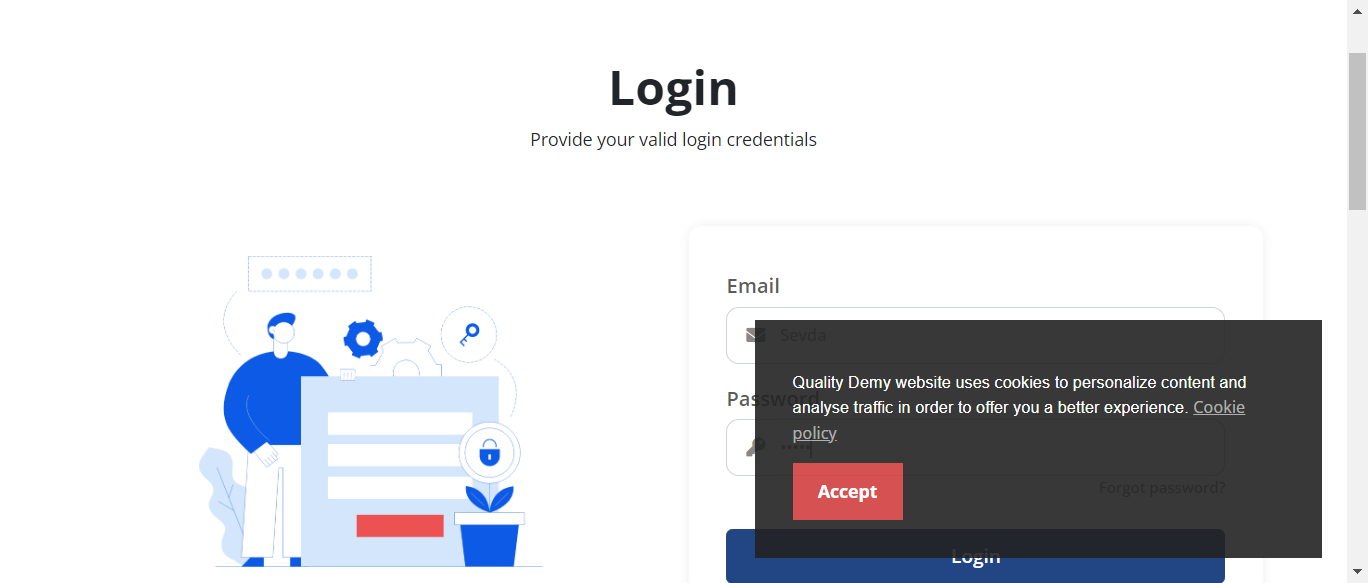 Login
Provide your valid login credentials
Email
Sevda
Password
Quality Demy website uses cookies to personalize content and
analyse traffic in order to offer you a better experience. Cookie
policy
Accept
Forgot password?
Login